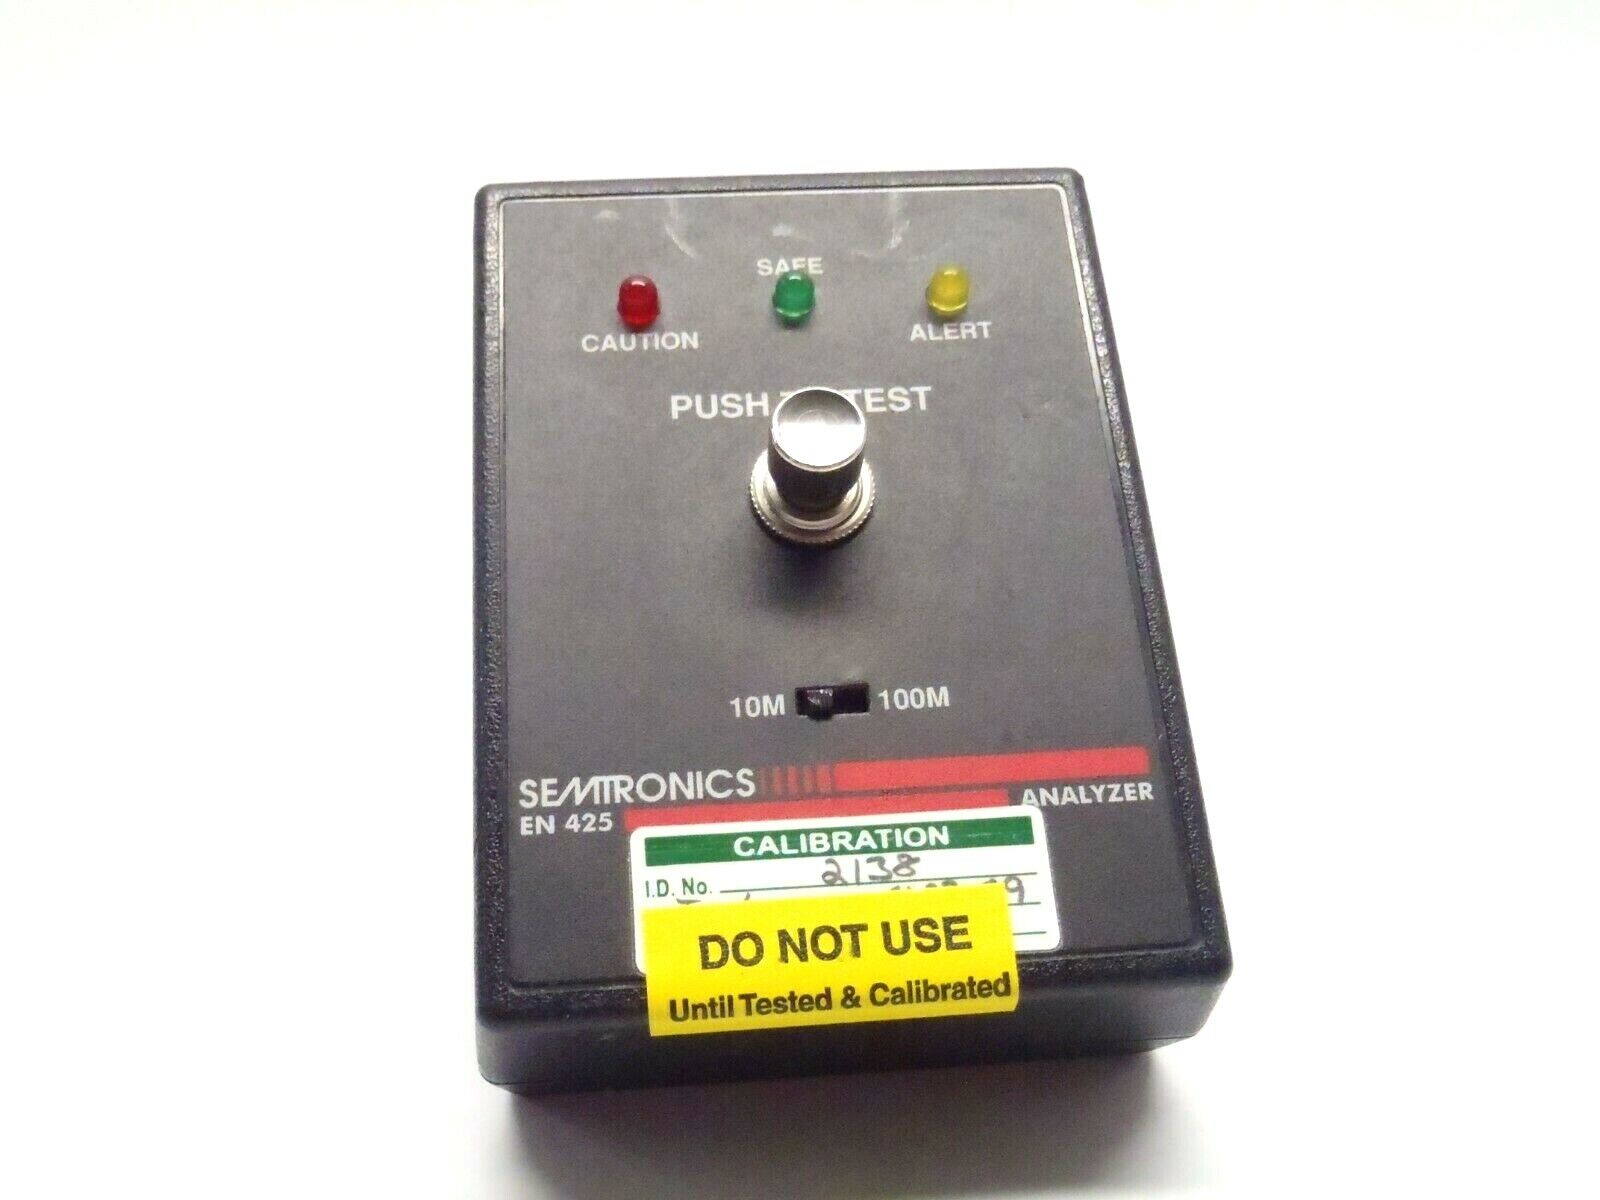 SAFE
CAUTION
ALERT
PUSH TEST
10M 100M
SEMTRONICS
ANALYZER
EN 425
CALIBRATION
I.D. No. 2138
DO NOT USE
Until Tested & Calibrated